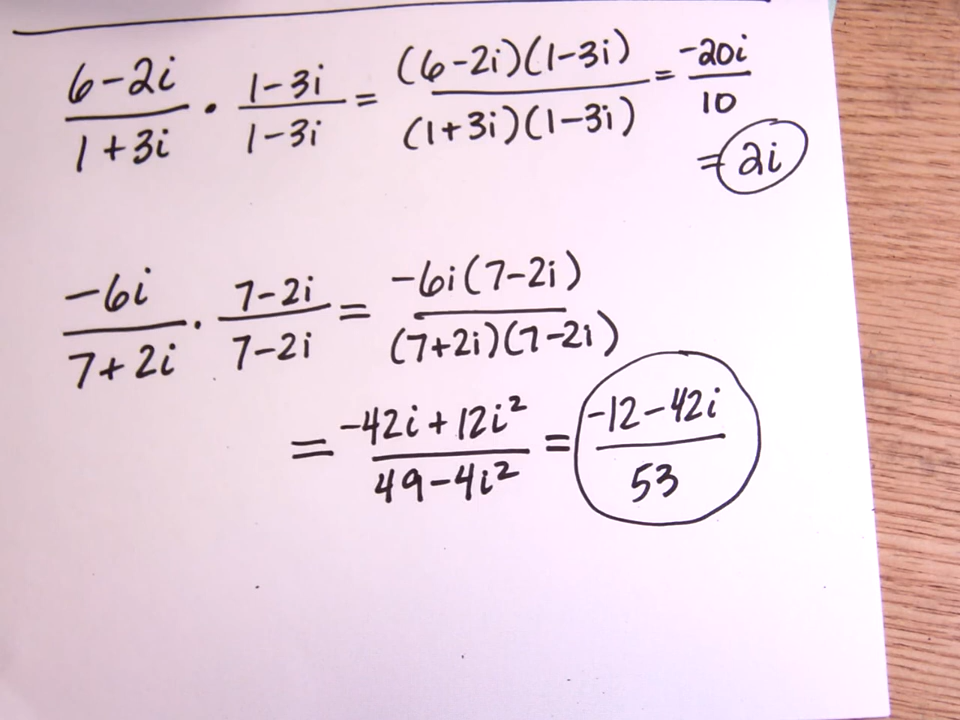 6-2i/1+3i · 1-3i/1-3i = (6-2i)(1-3i)/(1+3i)(1-3i) = -20i/10
= 2i
-6i/7+2i · 7-2i/7-2i = -6i(7-2i)/(7+2i)(7-2i)
= -42i+12i²/49-4i² = -12-42i/53